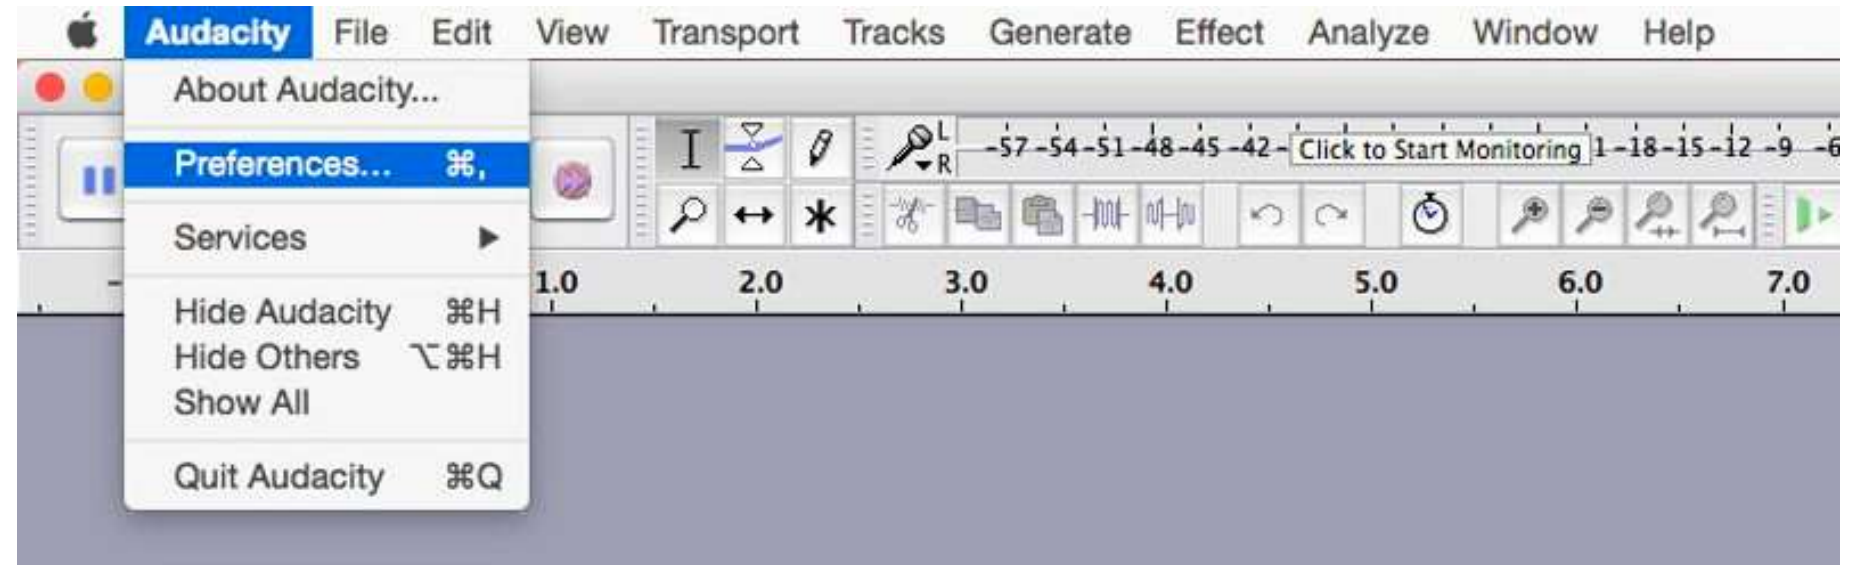 Audacity File Edit View Transport Tracks Generate Effect Analyze Window Help
About Audacity...
Preferences... ⌘,
Services ▶
Hide Audacity ⌘H
Hide Others ⌥⌘H
Show All
Quit Audacity ⌘Q
L
R
-57 -54 -51 -48 -45 -42 - Click to Start Monitoring 1 -18 -15 -12 -9 -6
1.0 2.0 3.0 4.0 5.0 6.0 7.0